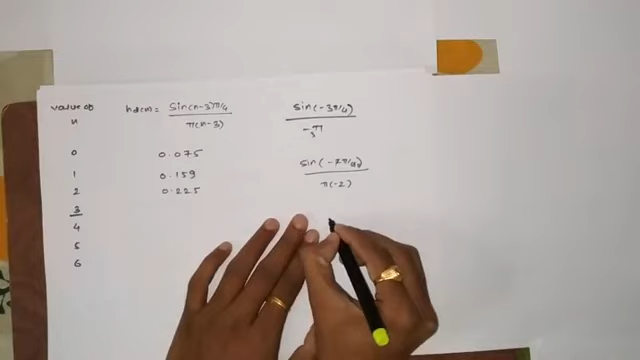 value of n
hd(n) = sin(n-3)π/4 / π(n-3)
sin(-3π/4) / -3π
0 0.075
1 0.159
2 0.225
3
4
5
6
sin(-2π/4) / π(-2)